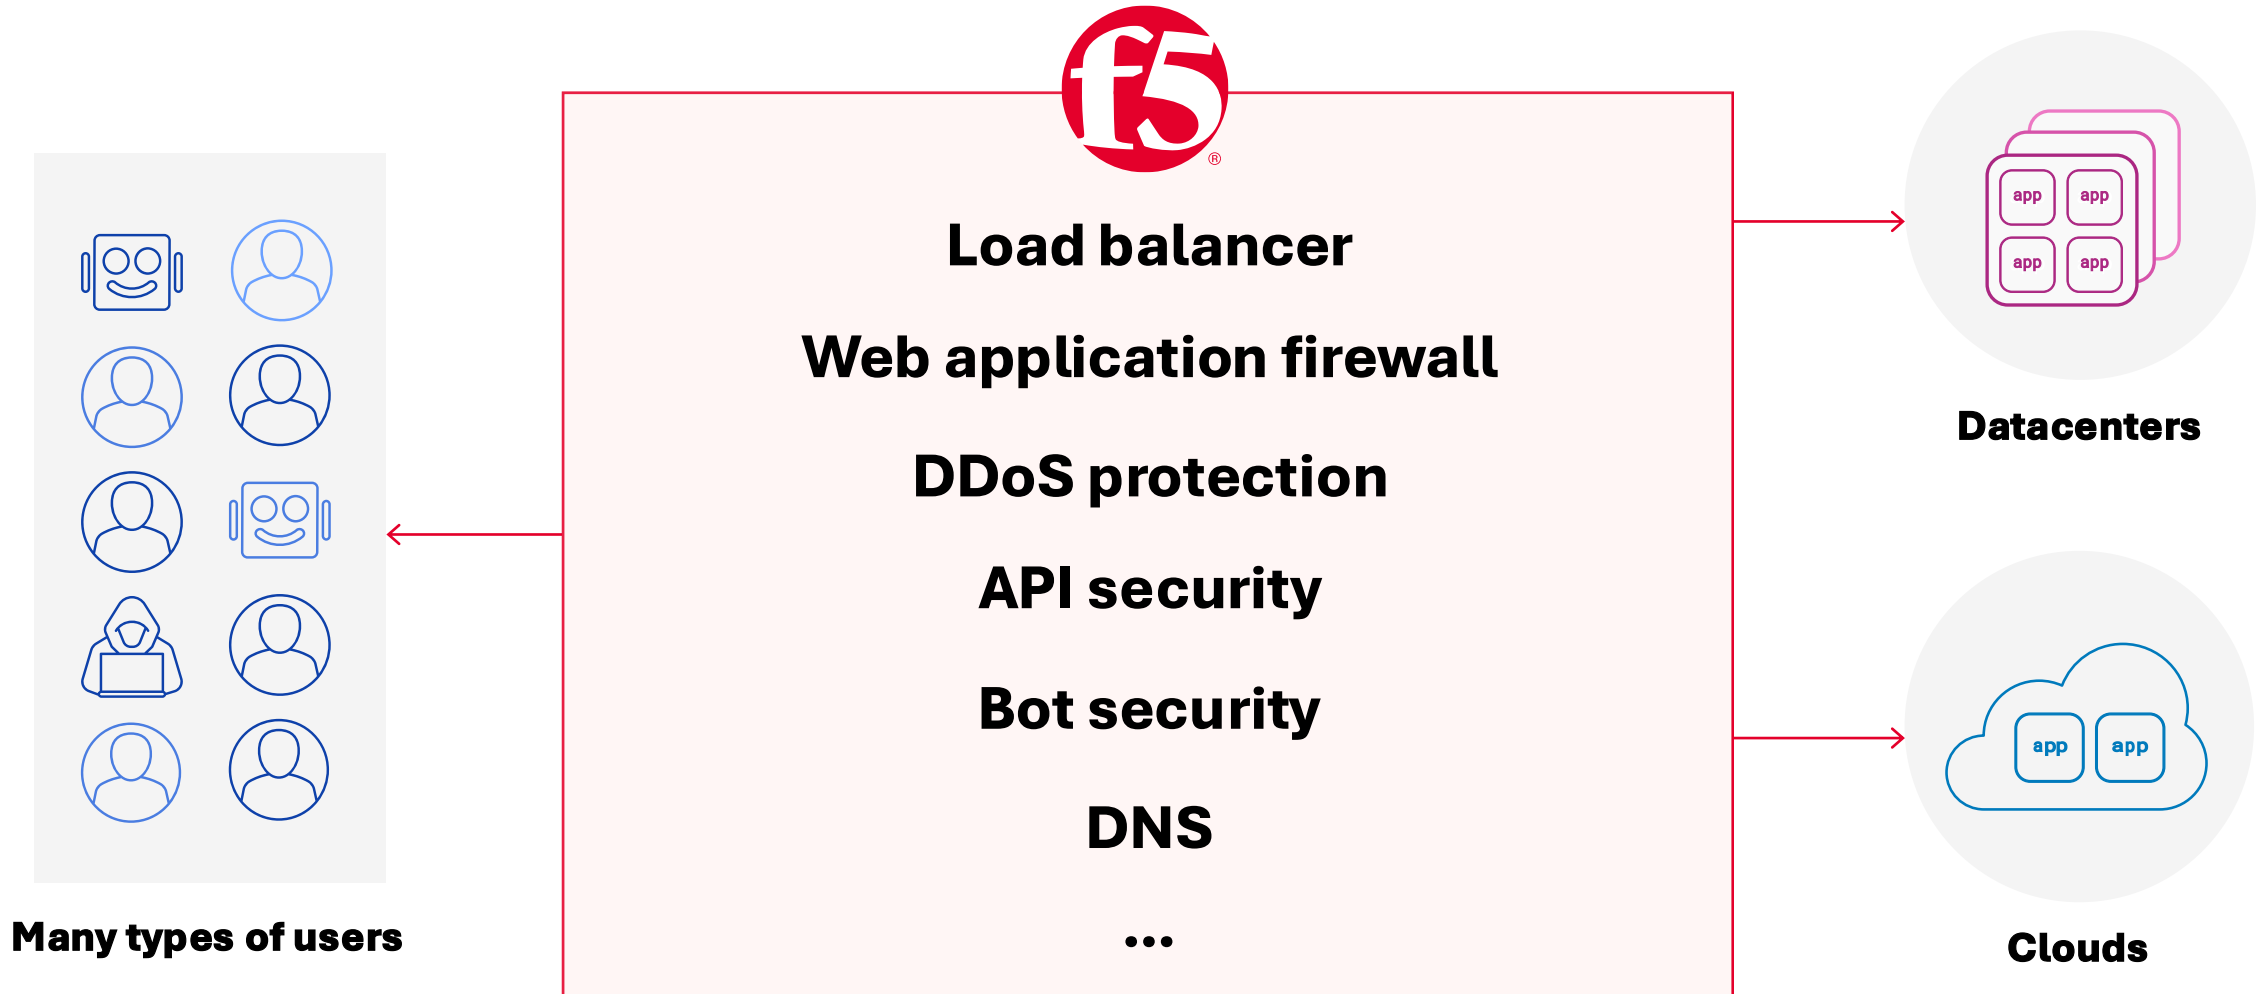 f5
®
Load balancer
Web application firewall
DDoS protection
API security
Bot security
DNS
...
Many types of users
app app
app app
Datacenters
app app
Clouds